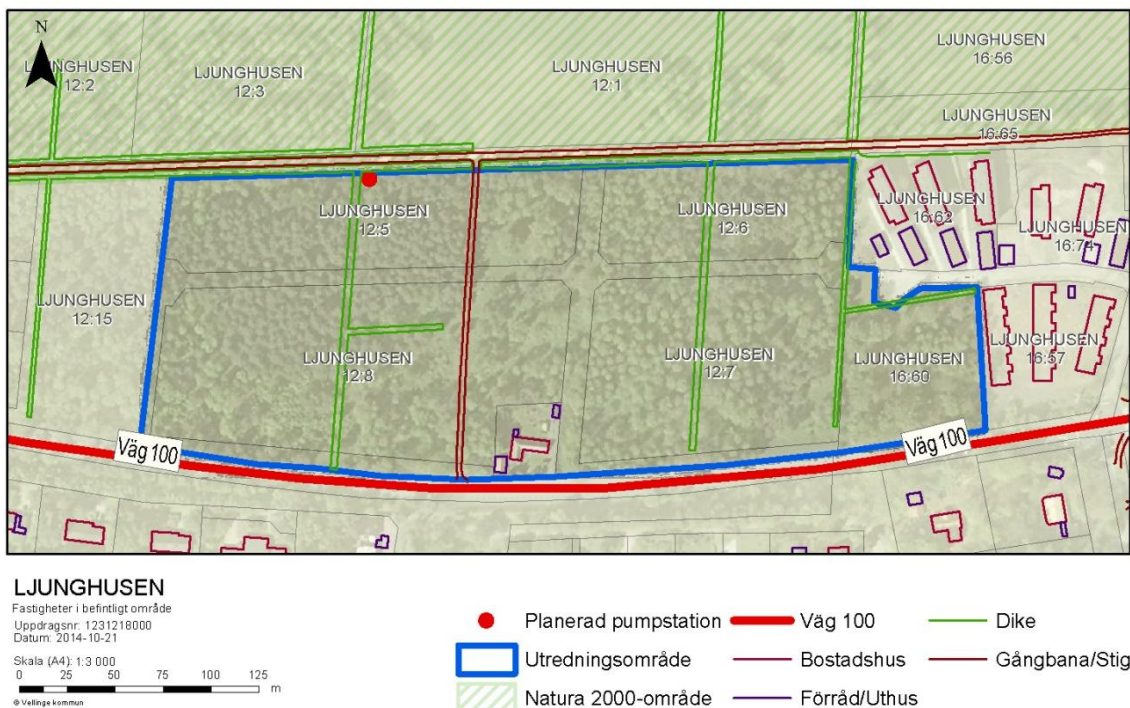 N
LJUNGHUSEN
12:2
LJUNGHUSEN
12:3
LJUNGHUSEN
12:1
LJUNGHUSEN
16:56
LJUNGHUSEN
16:65
LJUNGHUSEN
12:5
LJUNGHUSEN
12:6
LJUNGHUSEN
16:62
LJUNGHUSEN
16:74
LJUNGHUSEN
12:15
LJUNGHUSEN
12:8
LJUNGHUSEN
12:7
LJUNGHUSEN
16:60
LJUNGHUSEN
16:57
Väg 100
Väg 100
LJUNGHUSEN
Fastigheter i befintligt område
Uppdragsnr: 1231218000
Datum: 2014-10-21
Skala (A4): 1:3 000
0 25 50 75 100 125
m
© Vellinge kommun
Planerad pumpstation
Väg 100
Dike
Utredningsområde
Bostadshus
Gångbana/Stig
Natura 2000-område
Förråd/Uthus